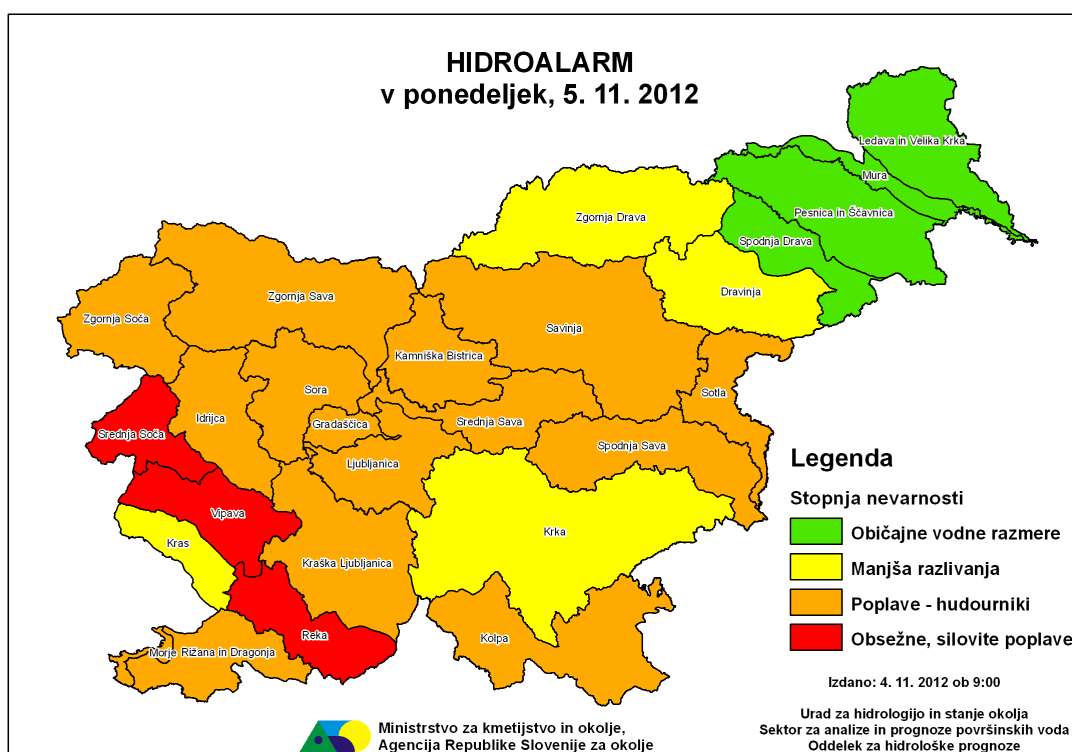 HIDROALARM
v ponedeljek, 5. 11. 2012
Ledava in Velika Krka
Mura
Pesnica in Ščavnica
Zgornja Drava
Spodnja Drava
Dravinja
Zgornja Sava
Zgornja Soča
Savinja
Kamniška Bistrica
Sora
Sotla
Idrijca
Gradaščica
Srednja Sava
Srednja Soča
Spodnja Sava
Ljubljanica
Vipava
Krka
Kras
Kraška Ljubljanica
Reka
Kolpa
Morje
Rižana in Dragonja
Legenda
Stopnja nevarnosti
Običajne vodne razmere
Manjša razlivanja
Poplave - hudourniki
Obsežne, silovite poplave
Izdano: 4. 11. 2012 ob 9:00
Urad za hidrologijo in stanje okolja
Sektor za analize in prognoze površinskih voda
Oddelek za hidrološke prognoze
Ministrstvo za kmetijstvo in okolje,
Agencija Republike Slovenije za okolje